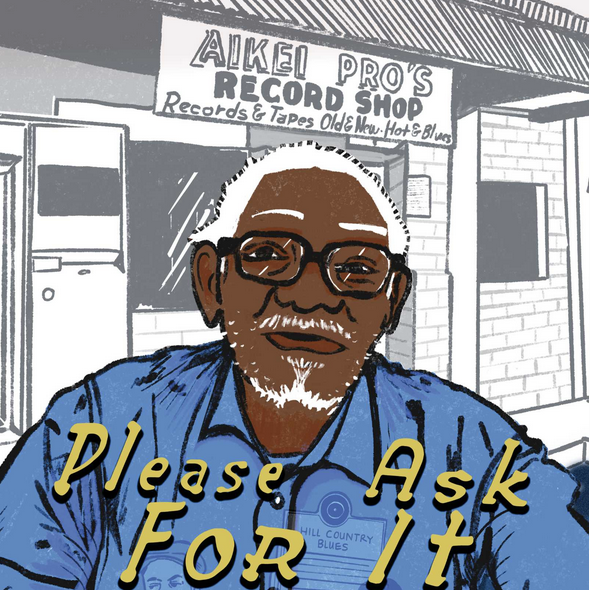 AIKEI PRO'S
RECORD SHOP
Records & Tapes Old & New. Hot & Blues
Please Ask
For It
HILL COUNTRY
BLUES